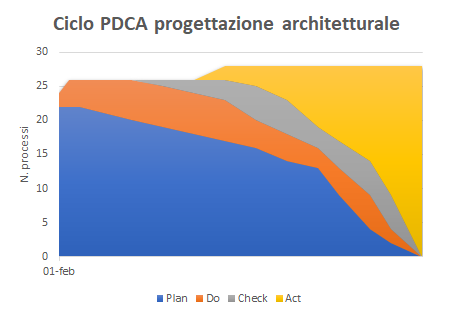 Ciclo PDCA progettazione architetturale
30
25
20
15
10
5
0
N. processi
01-feb
Plan Do Check Act